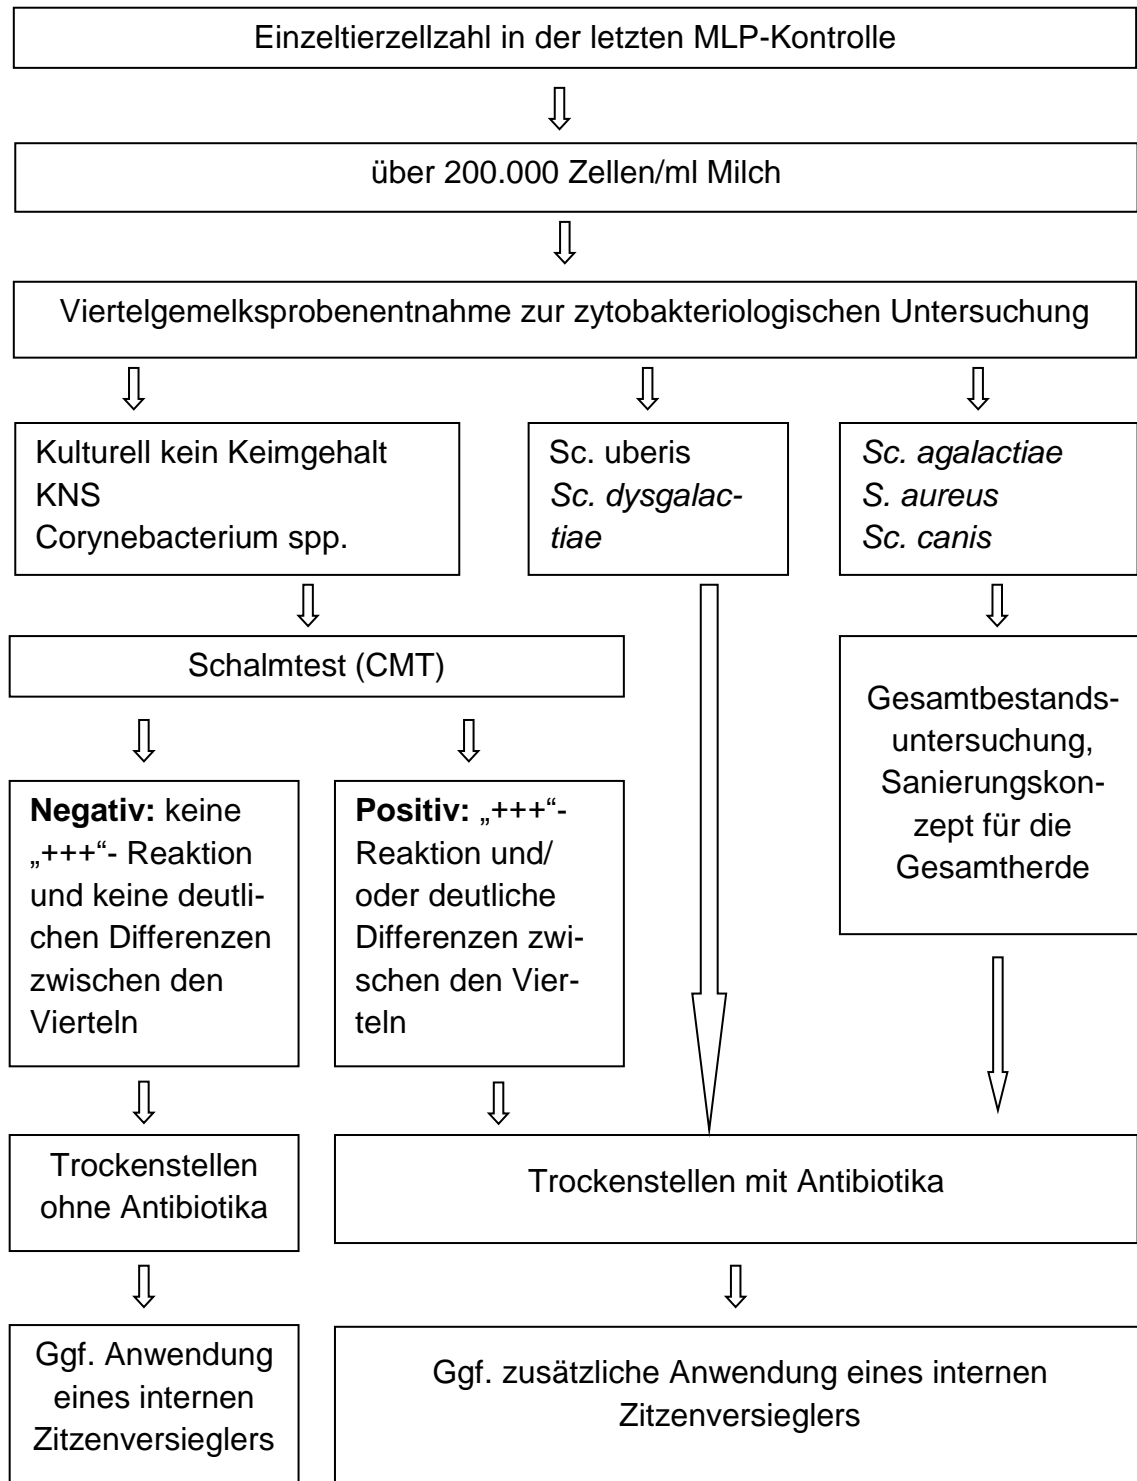 Einzeltierzellzahl in der letzten MLP-Kontrolle
über 200.000 Zellen/ml Milch
Viertelgemelksprobenentnahme zur zytobakteriologischen Untersuchung
Kulturell kein Keimgehalt
KNS
Corynebacterium spp.
Sc. uberis
Sc. dysgalac-
tiae
Sc. agalactiae
S. aureus
Sc. canis
Schalmtest (CMT)
Gesamtbestands-
untersuchung,
Sanierungskon-
zept für die
Gesamtherde
Negativ: keine
„+++“- Reaktion
und keine deutli-
chen Differenzen
zwischen den
Vierteln
Positiv: „+++“-
Reaktion und/
oder deutliche
Differenzen zwi-
schen den Vier-
teln
Trockenstellen
ohne Antibiotika
Trockenstellen mit Antibiotika
Ggf. Anwendung
eines internen
Zitzenversieglers
Ggf. zusätzliche Anwendung eines internen
Zitzenversieglers